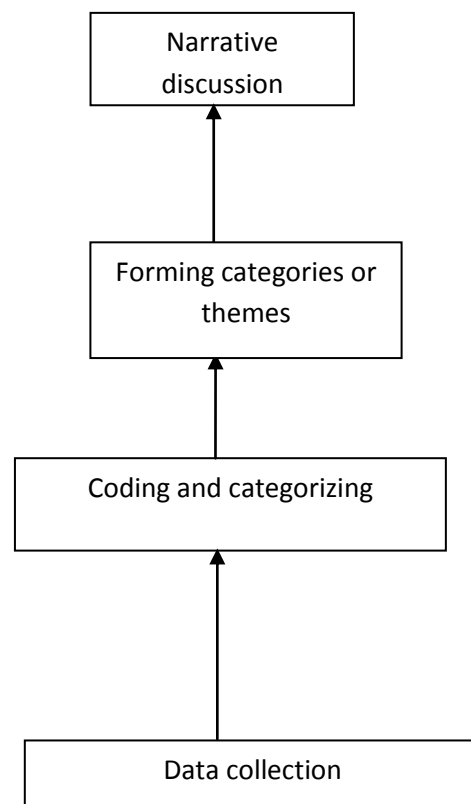 Narrative
discussion
Forming categories or
themes
Coding and categorizing
Data collection